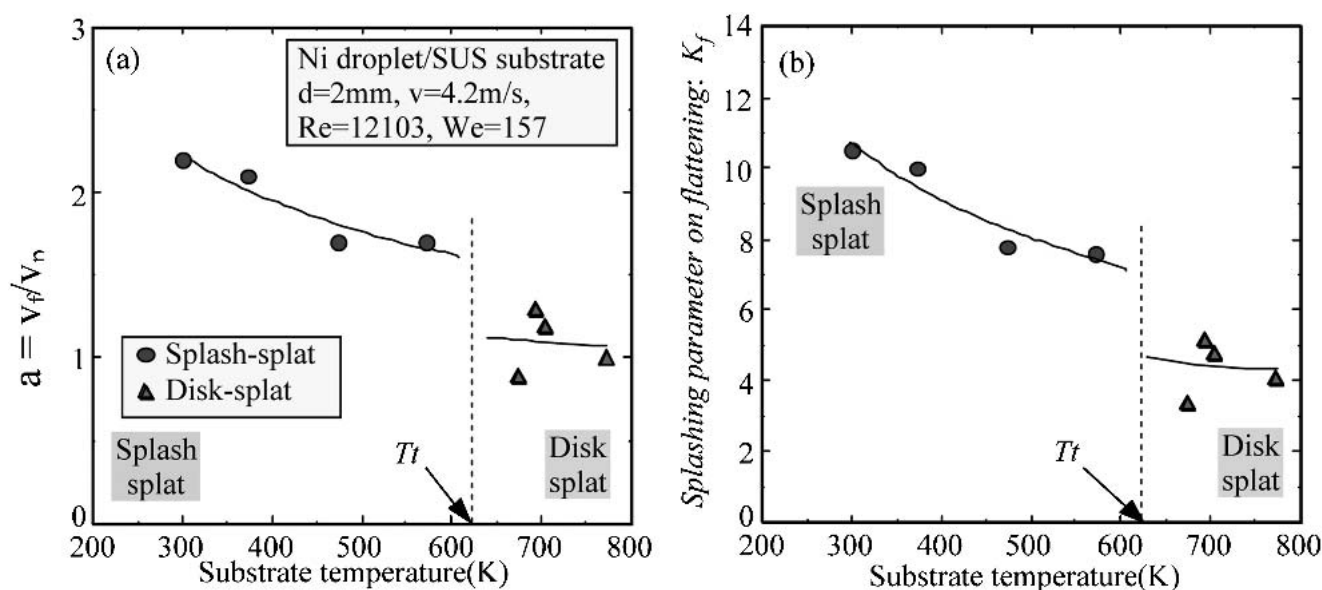 (a)
Ni droplet/SUS substrate
d=2mm, v=4.2m/s,
Re=12103, We=157
3
2
1
0
a = vf/vn
Splash-splat
Disk-splat
Splash
splat
Tt
Disk
splat
200 300 400 500 600 700 800
Substrate temperature(K)
(b)
14
12
10
8
6
4
2
0
Splashing parameter on flattening: Kf
Splash
splat
Tt
Disk
splat
200 300 400 500 600 700 800
Substrate temperature(K)